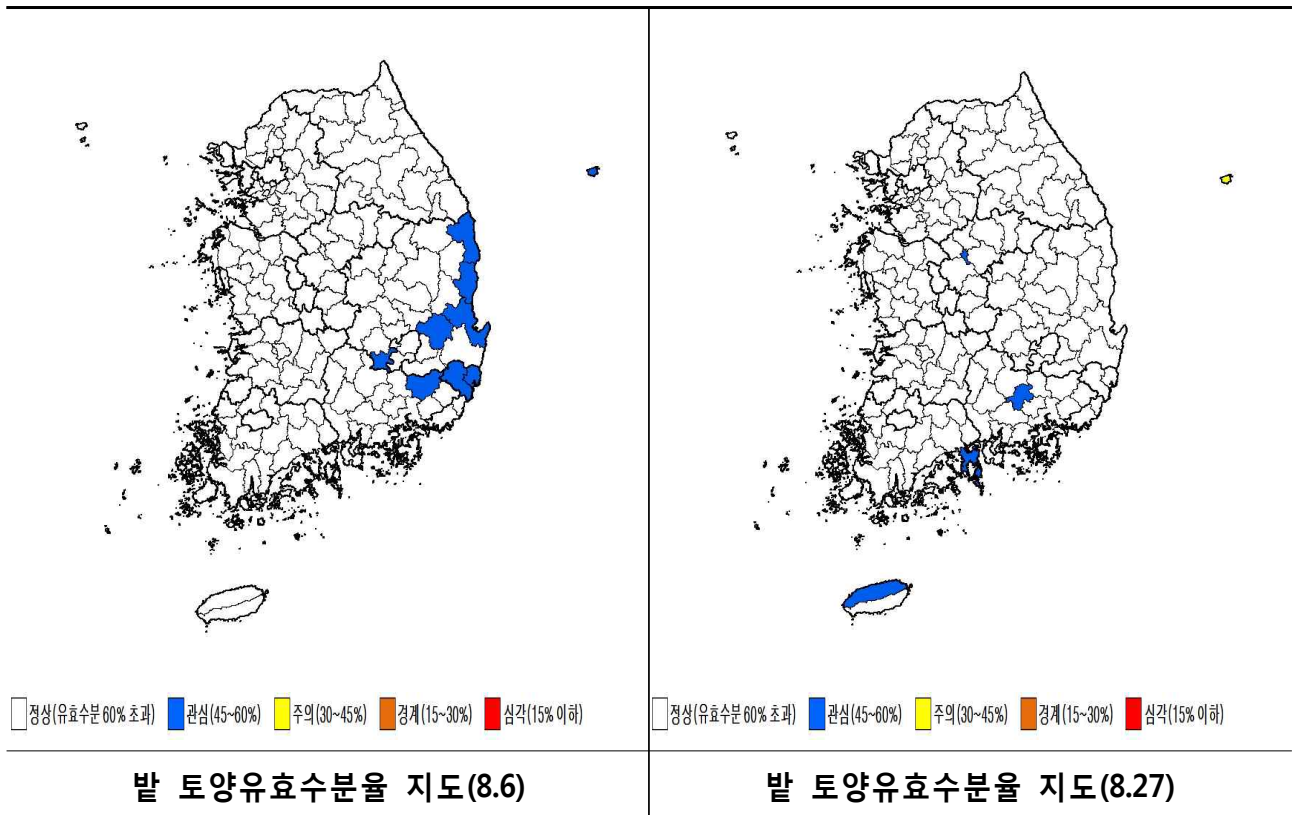 정상(유효수분 60% 초과) 관심(45~60%) 주의(30~45%) 경계(15~30%) 심각(15% 이하)
정상(유효수분 60% 초과) 관심(45~60%) 주의(30~45%) 경계(15~30%) 심각(15% 이하)
밭 토양유효수분율 지도(8.6)
밭 토양유효수분율 지도(8.27)